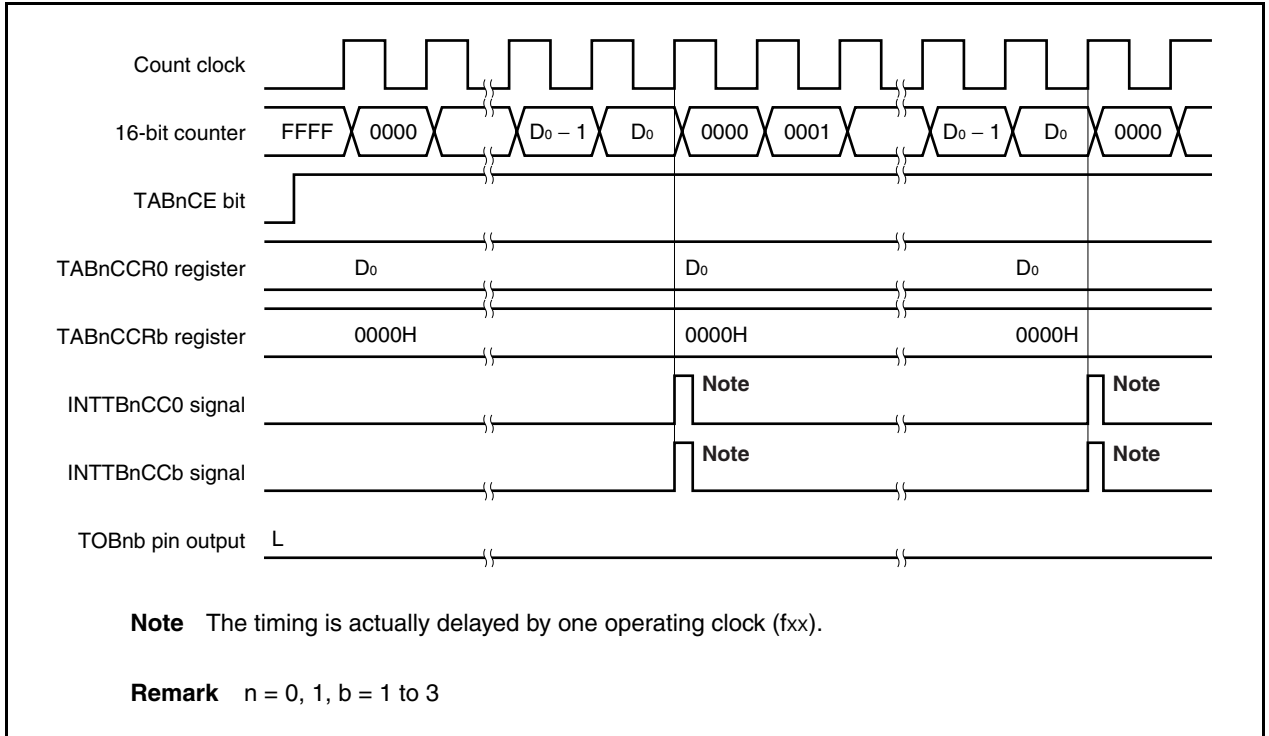 Count clock
16-bit counter FFFF 0000 D0 − 1 D0 0000 0001 D0 − 1 D0 0000
TABnCE bit
TABnCCR0 register D0 D0 D0
TABnCCRb register 0000H 0000H 0000H
INTTBnCC0 signal Note Note
INTTBnCCb signal Note Note
TOBnb pin output L
Note The timing is actually delayed by one operating clock (fxx).
Remark n = 0, 1, b = 1 to 3